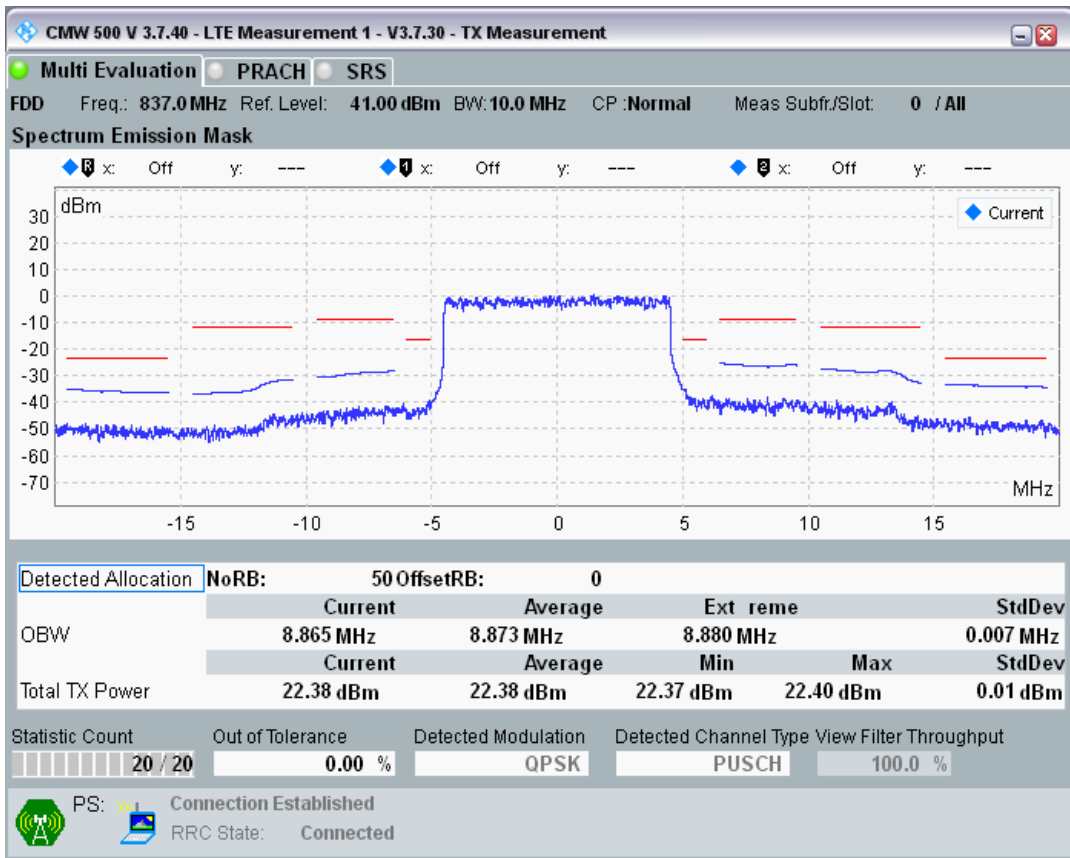 CMW 500 V 3.7.40 - LTE Measurement 1 - V3.7.30 - TX Measurement
Multi Evaluation PRACH SRS
FDD Freq.: 837.0 MHz Ref. Level: 41.00 dBm BW: 10.0 MHz CP :Normal Meas Subfr./Slot: 0 / All
Spectrum Emission Mask
R x: Off y: --- 1 x: Off y: --- 2 x: Off y: ---
dBm
Current
30
20
10
0
-10
-20
-30
-40
-50
-60
-70
MHz
-15 -10 -5 0 5 10 15
Detected Allocation NoRB: 50 OffsetRB: 0
Current Average Ext reme StdDev
OBW 8.865 MHz 8.873 MHz 8.880 MHz 0.007 MHz
Current Average Min Max StdDev
Total TX Power 22.38 dBm 22.38 dBm 22.37 dBm 22.40 dBm 0.01 dBm
Statistic Count Out of Tolerance Detected Modulation Detected Channel Type View Filter Throughput
20 / 20 0.00 % QPSK PUSCH 100.0 %
PS: Connection Established
RRC State: Connected